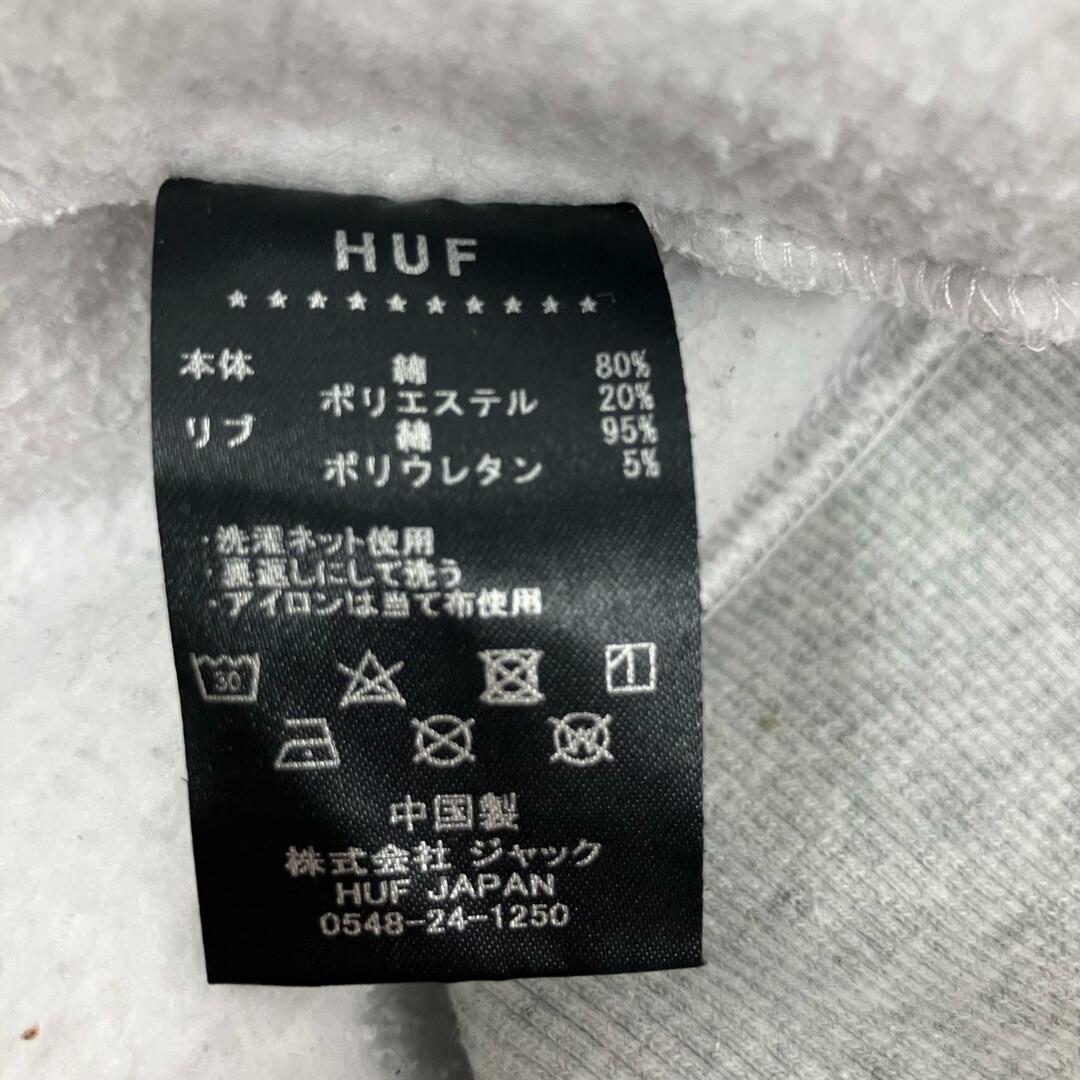 HUF
★★★★★★★★★★
本体 綿 80%
ポリエステル 20%
リブ 綿 95%
ポリウレタン 5%
・洗濯ネット使用
・裏返しにして洗う
・アイロンは当て布使用
30 1
W
中国製
株式会社 ジャック
HUF JAPAN
0548-24-1250